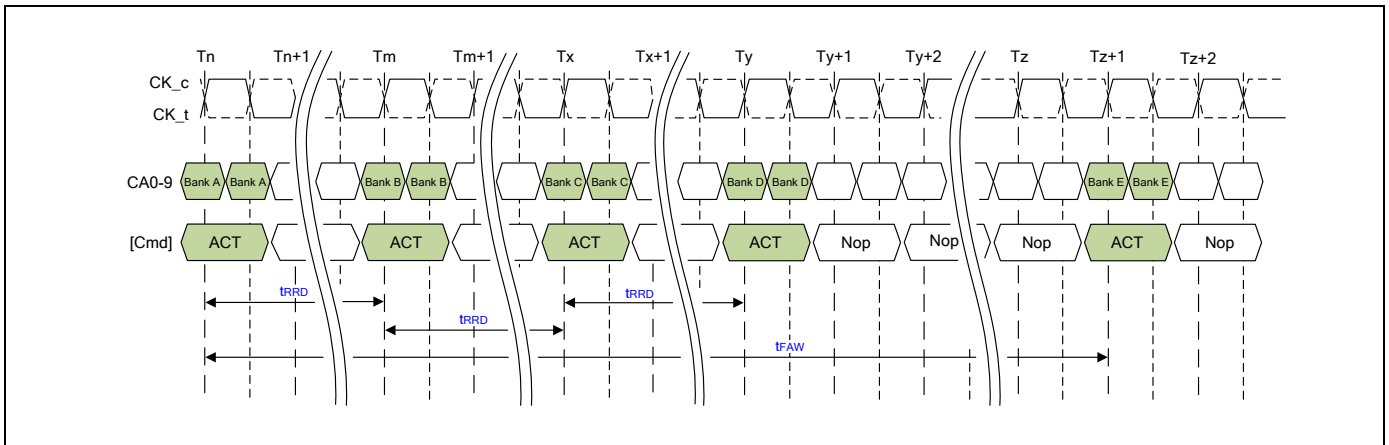 Tn Tn+1 Tm Tm+1 Tx Tx+1 Ty Ty+1 Ty+2 Tz Tz+1 Tz+2
CK_c
CK_t
CA0-9 Bank A Bank A Bank B Bank B Bank C Bank C Bank D Bank D Bank E Bank E
[Cmd] ACT ACT ACT ACT Nop Nop Nop ACT Nop
tRRD tRRD
tRRD
tFAW